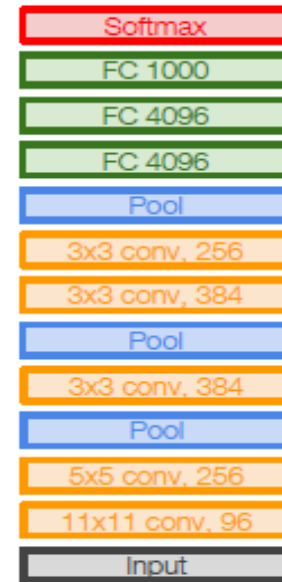 Softmax
FC 1000
FC 4096
FC 4096
Pool
3x3 conv, 256
3x3 conv, 384
Pool
3x3 conv, 384
Pool
5x5 conv, 256
11x11 conv, 96
Input